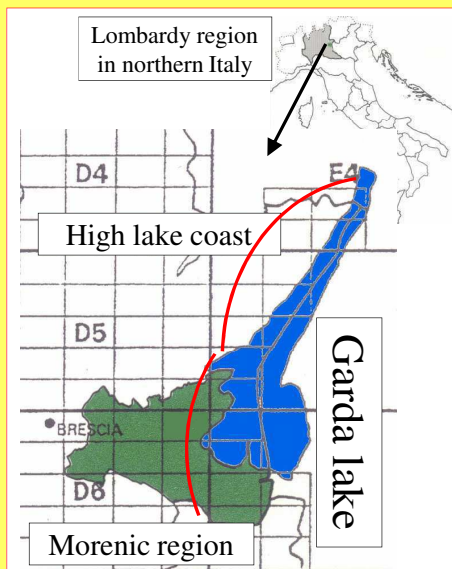 Lombardy region
in northern Italy
D4
E4
High lake coast
D5
Garda lake
BRESCIA
D6
Morenic region